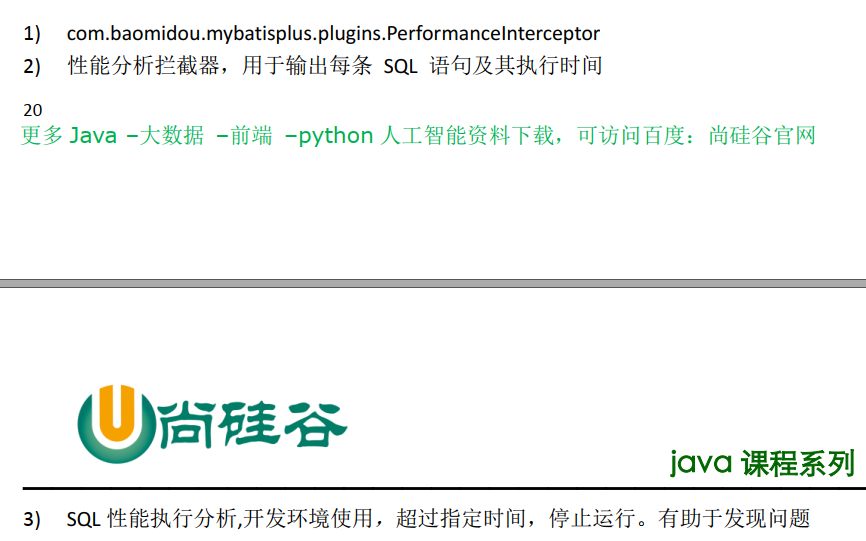 1) com.baomidou.mybatisplus.plugins.PerformanceInterceptor
2) 性能分析拦截器，用于输出每条 SQL 语句及其执行时间
20
更多 Java –大数据 –前端 –python 人工智能资料下载，可访问百度：尚硅谷官网
尚硅谷
java 课程系列
3) SQL 性能执行分析,开发环境使用，超过指定时间，停止运行。有助于发现问题